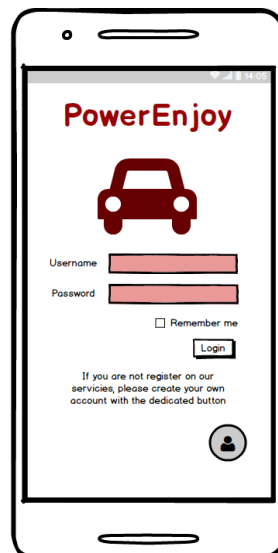 14:05
PowerEnjoy
Username
Password
Remember me
Login
If you are not register on our
servicies, please create your own
account with the dedicated button